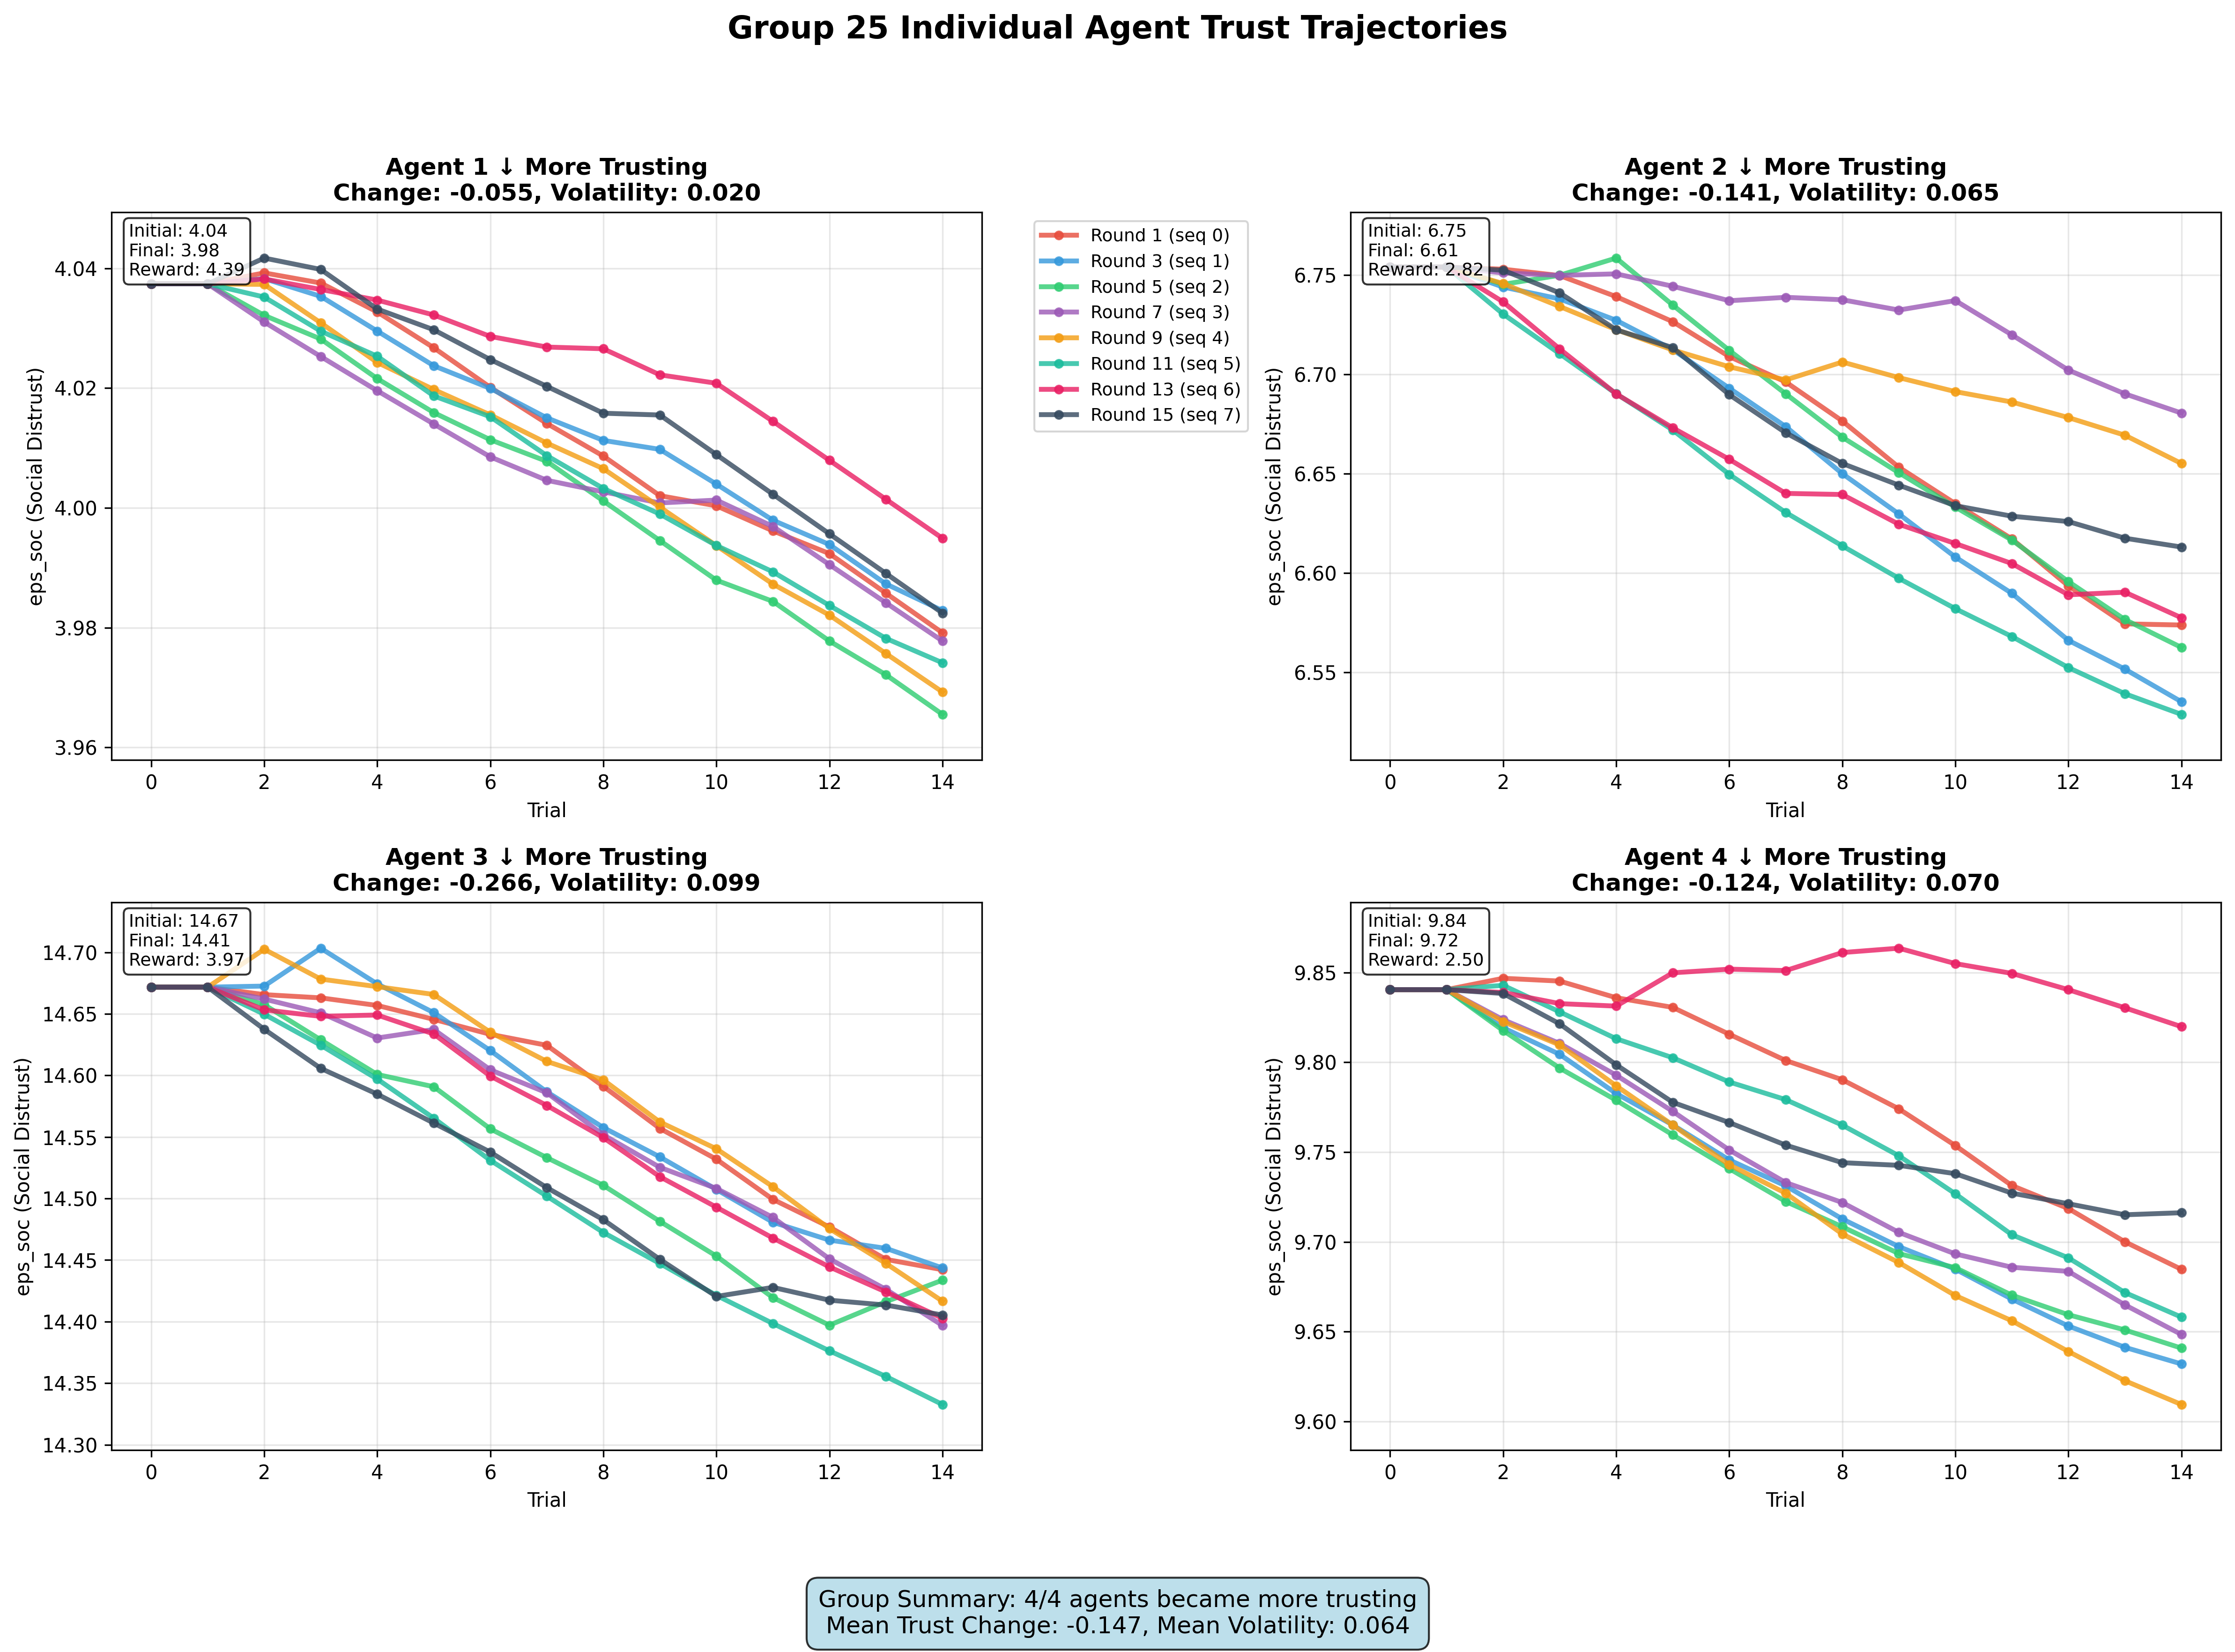 Group 25 Individual Agent Trust Trajectories
Agent 1 ↓ More Trusting
Change: -0.055, Volatility: 0.020
Initial: 4.04
Final: 3.98
Reward: 4.39
4.04
4.02
4.00
3.98
3.96
eps_soc (Social Distrust)
0 2 4 6 8 10 12 14
Trial
Round 1 (seq 0)
Round 3 (seq 1)
Round 5 (seq 2)
Round 7 (seq 3)
Round 9 (seq 4)
Round 11 (seq 5)
Round 13 (seq 6)
Round 15 (seq 7)
Agent 2 ↓ More Trusting
Change: -0.141, Volatility: 0.065
Initial: 6.75
Final: 6.61
Reward: 2.82
6.75
6.70
6.65
6.60
6.55
eps_soc (Social Distrust)
0 2 4 6 8 10 12 14
Trial
Agent 3 ↓ More Trusting
Change: -0.266, Volatility: 0.099
Initial: 14.67
Final: 14.41
Reward: 3.97
14.70
14.65
14.60
14.55
14.50
14.45
14.40
14.35
14.30
eps_soc (Social Distrust)
0 2 4 6 8 10 12 14
Trial
Agent 4 ↓ More Trusting
Change: -0.124, Volatility: 0.070
Initial: 9.84
Final: 9.72
Reward: 2.50
9.85
9.80
9.75
9.70
9.65
9.60
eps_soc (Social Distrust)
0 2 4 6 8 10 12 14
Trial
Group Summary: 4/4 agents became more trusting
Mean Trust Change: -0.147, Mean Volatility: 0.064